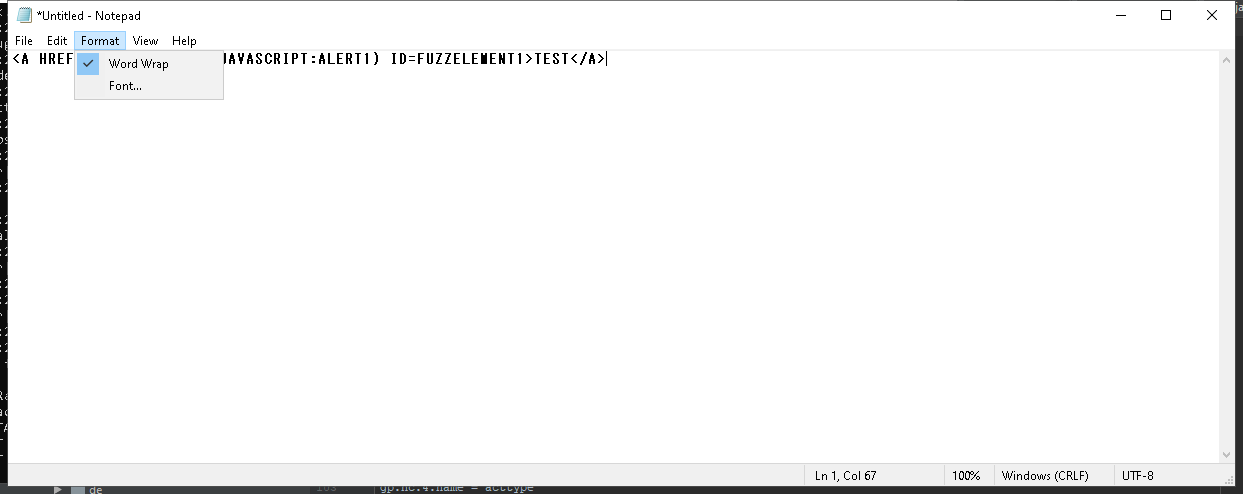 *Untitled - Notepad
File Edit Format View Help
<A HREF JAVASCRIPT:ALERT1) ID=FUZZELEMENT1>TEST</A>
Word Wrap
Font...
Ln 1, Col 67 100% Windows (CRLF) UTF-8
de
gp.nc.4.name = acttype